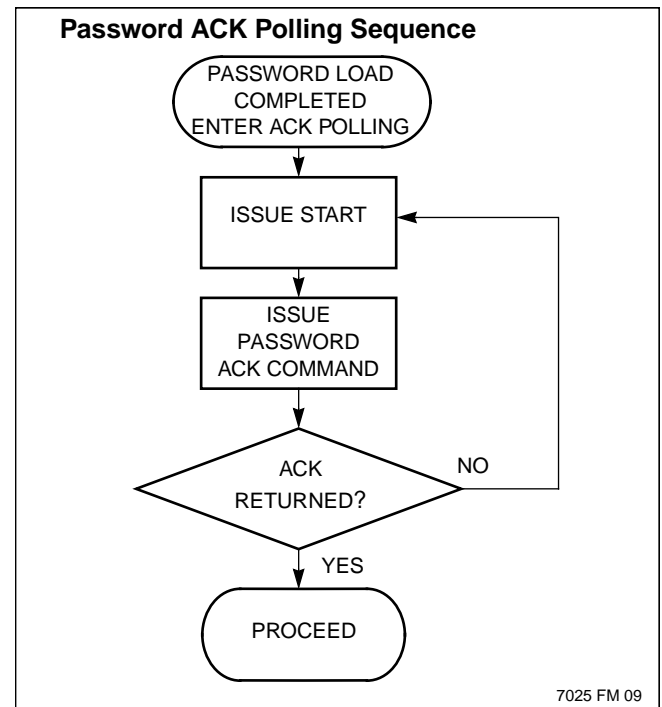 Password ACK Polling Sequence
PASSWORD LOAD
COMPLETED
ENTER ACK POLLING
ISSUE START
ISSUE
PASSWORD
ACK COMMAND
ACK
RETURNED?
NO
YES
PROCEED
7025 FM 09